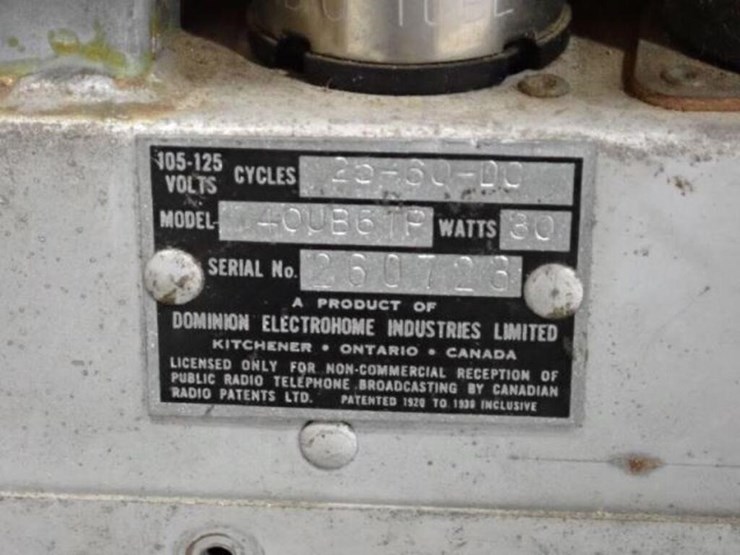 105-125 VOLTS CYCLES 25-60-DC
MODEL- 40UB6TP WATTS 30
SERIAL No. 260723
A PRODUCT OF
DOMINION ELECTROHOME INDUSTRIES LIMITED
KITCHENER • ONTARIO • CANADA
LICENSED ONLY FOR NON-COMMERCIAL RECEPTION OF
PUBLIC RADIO TELEPHONE BROADCASTING BY CANADIAN
RADIO PATENTS LTD. PATENTED 1920 TO 1938 INCLUSIVE